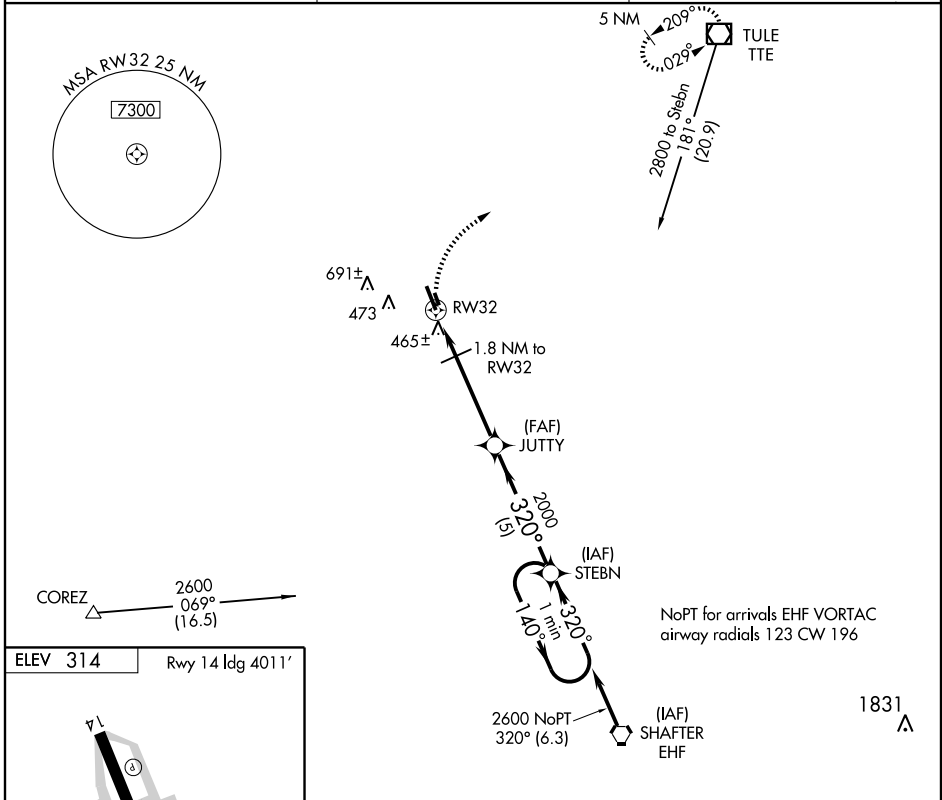 MSA RW32 25 NM
7300
5 NM
209°
029°
TULE
TTE
2800 to Stebn
181°
(20.9)
691±
473
465±
RW32
1.8 NM to
RW32
(FAF)
JUTTY
2000
320°
(5)
(IAF)
STEBN
140°
1 min
320°
COREZ
2600
069°
(16.5)
NoPT for arrivals EHF VORTAC
airway radials 123 CW 196
2600 NoPT
320° (6.3)
(IAF)
SHAFTER
EHF
1831
ELEV 314
Rwy 14 ldg 4011'
14
P